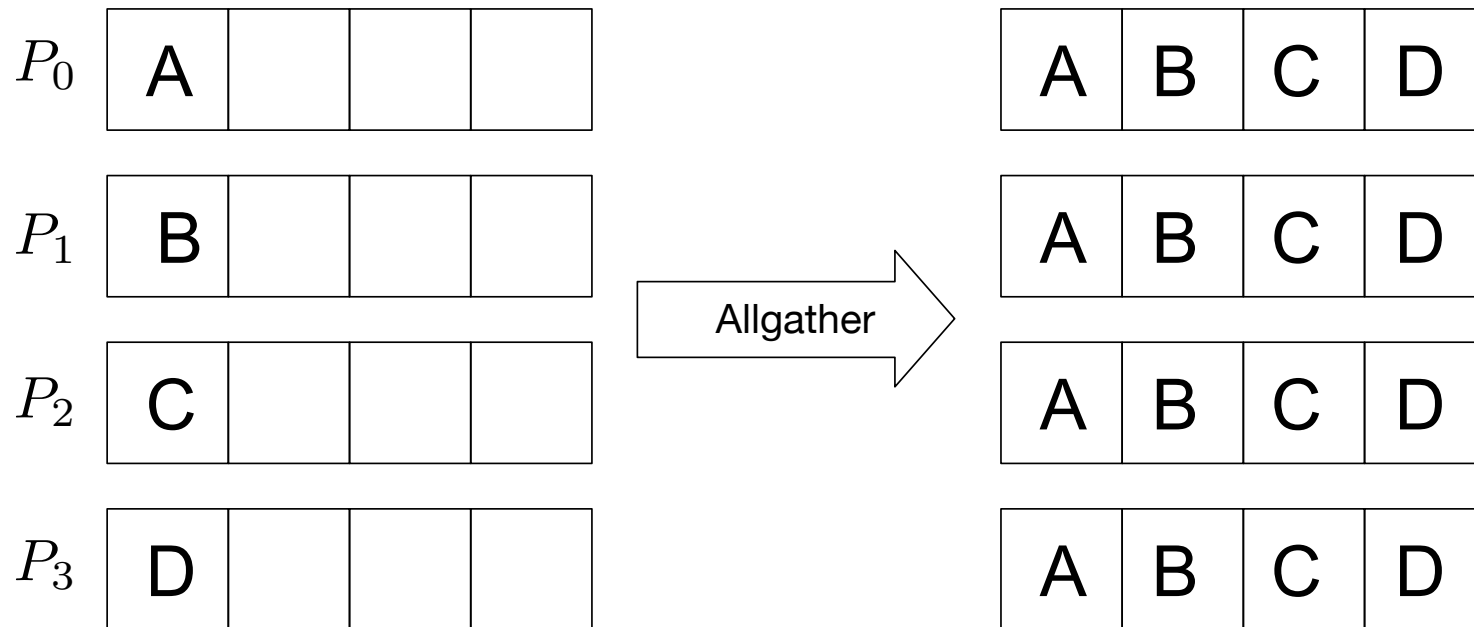 P0 A A B C D
P1 B A B C D
Allgather
P2 C A B C D
P3 D A B C D